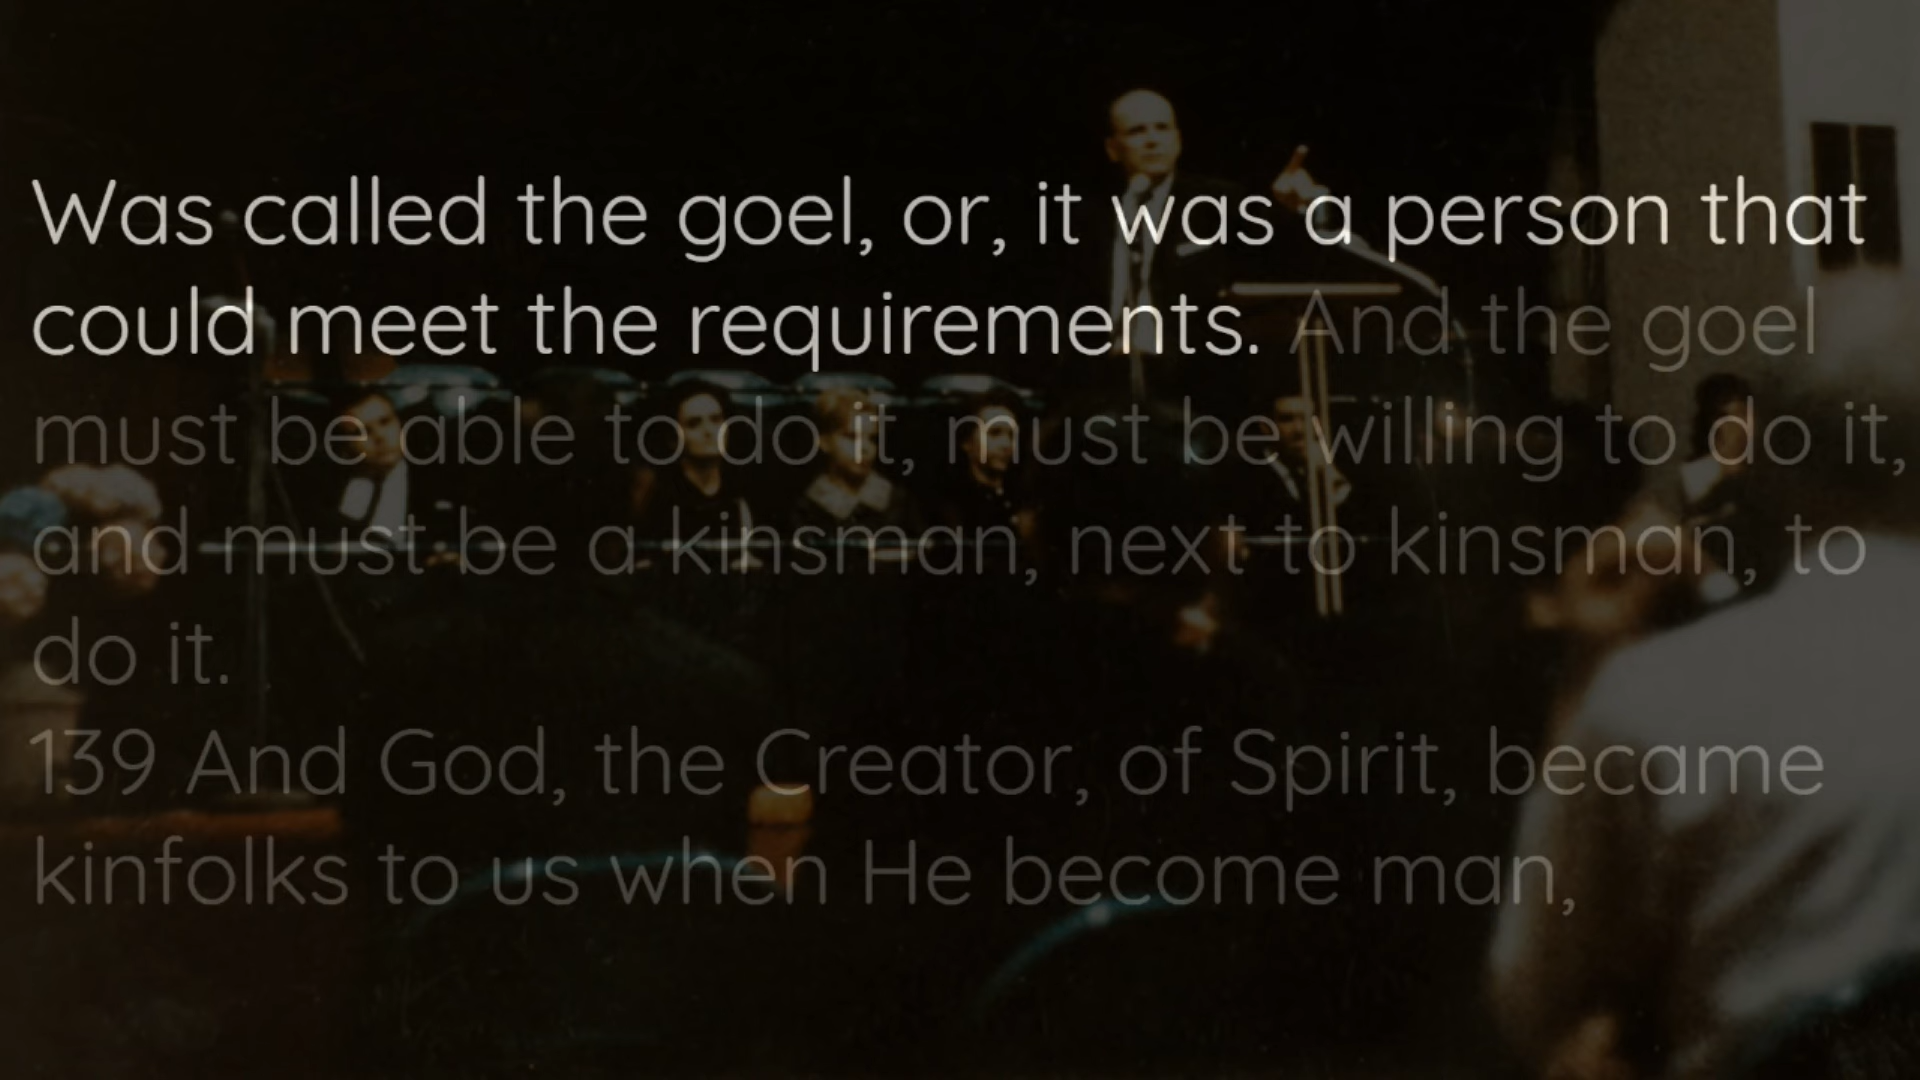 Was called the goel, or, it was a person that
could meet the requirements. And the goel
must be able to do it, must be willing to do it,
and must be a kinsman, next to kinsman, to
do it.
139 And God, the Creator, of Spirit, became
kinfolks to us when He become man,